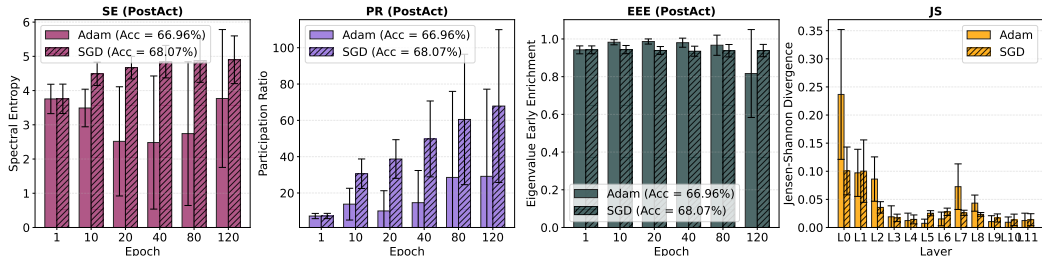 SE (PostAct)
Spectral Entropy
6
5
4
3
2
1
0
Adam (Acc = 66.96%)
SGD (Acc = 68.07%)
1 10 20 40 80 120
Epoch
PR (PostAct)
Participation Ratio
100
80
60
40
20
Adam (Acc = 66.96%)
SGD (Acc = 68.07%)
1 10 20 40 80 120
Epoch
EEE (PostAct)
Eigenvalue Early Enrichment
1.0
0.8
0.6
0.4
0.2
0.0
Adam (Acc = 66.96%)
SGD (Acc = 68.07%)
1 10 20 40 80 120
Epoch
JS
Jensen-Shannon Divergence
0.35
0.30
0.25
0.20
0.15
0.10
0.05
0.00
Adam
SGD
L0 L1 L2 L3 L4 L5 L6 L7 L8 L9 L10 L11
Layer